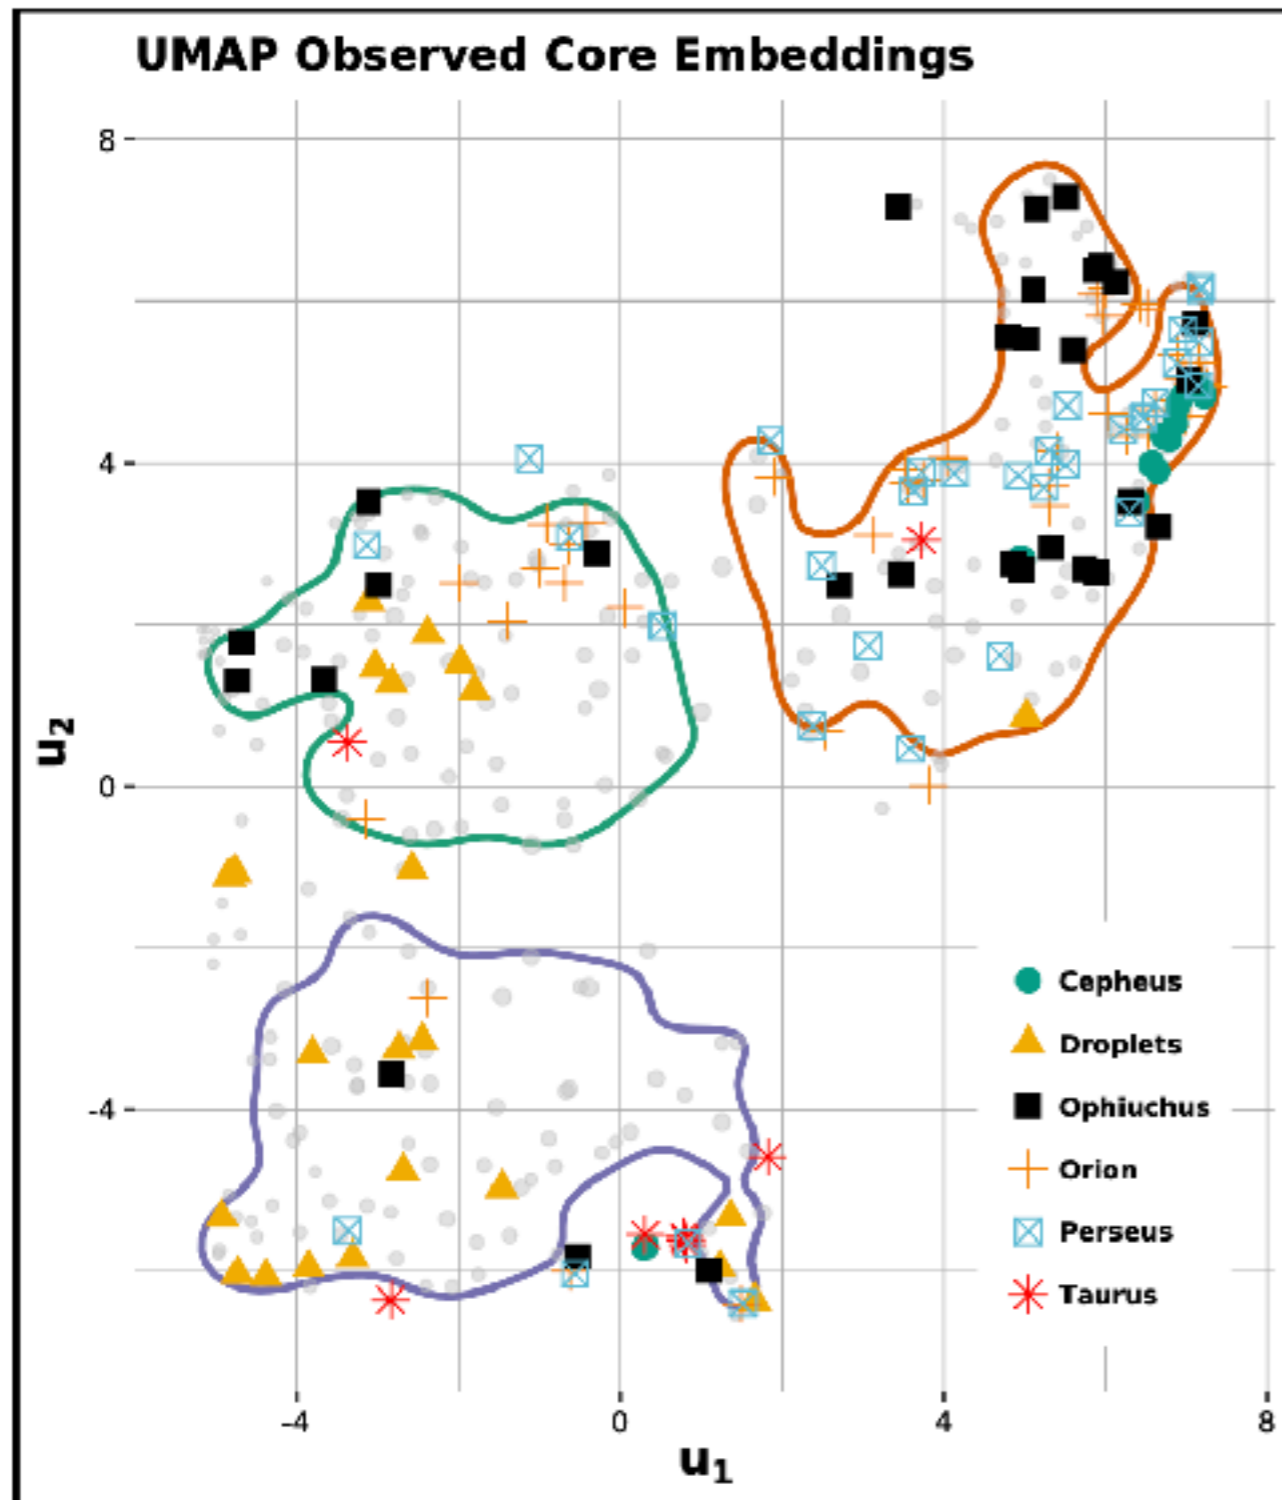 UMAP Observed Core Embeddings
8
4
0
-4
u2
Cepheus
Droplets
Ophiuchus
Orion
Perseus
Taurus
-4 0 4 8
u1